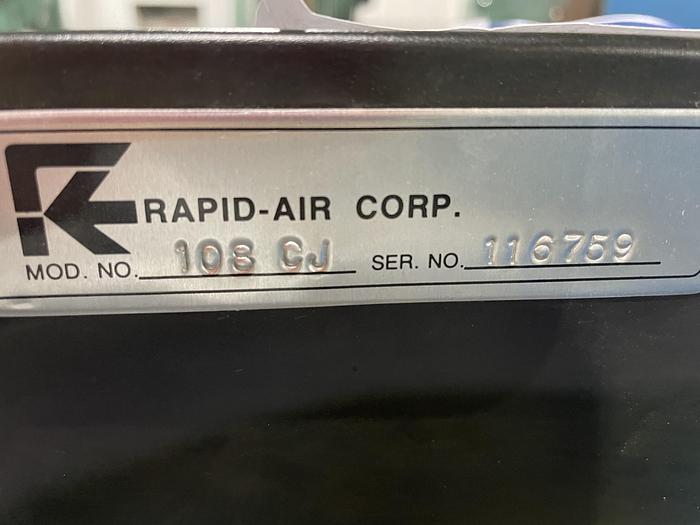 RAPID-AIR CORP.
MOD. NO. 108 CJ SER. NO. 116759